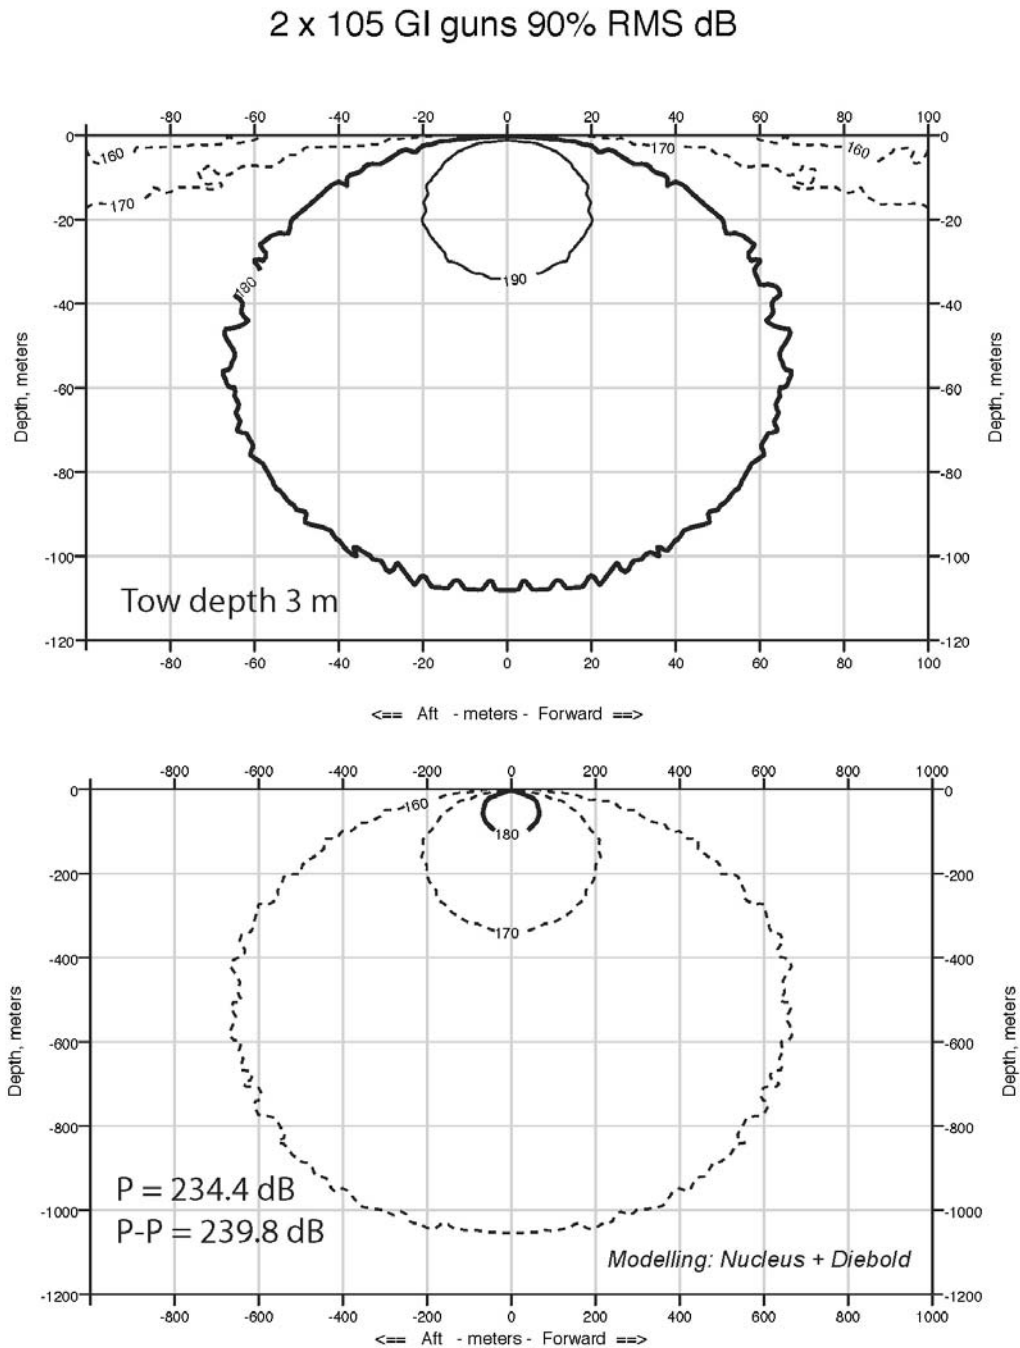 2 x 105 GI guns 90% RMS dB
-80 -60 -40 -20 0 20 40 60 80 100
0 160 170 160 0
170
-20 -20
190
180
-40 -40
Depth, meters
Depth, meters
-60 -60
-80 -80
-100 -100
Tow depth 3 m
-120 -120
-80 -60 -40 -20 0 20 40 60 80 100
<== Aft - meters - Forward ==>
-800 -600 -400 -200 0 200 400 600 800 1000
0 160 0
180
-200 -200
170
-400 -400
Depth, meters
Depth, meters
-600 -600
-800 -800
P = 234.4 dB
-1000 -1000
P-P = 239.8 dB
Modelling: Nucleus + Diebold
-1200 -1200
-800 -600 -400 -200 0 200 400 600 800 1000
<== Aft - meters - Forward ==>